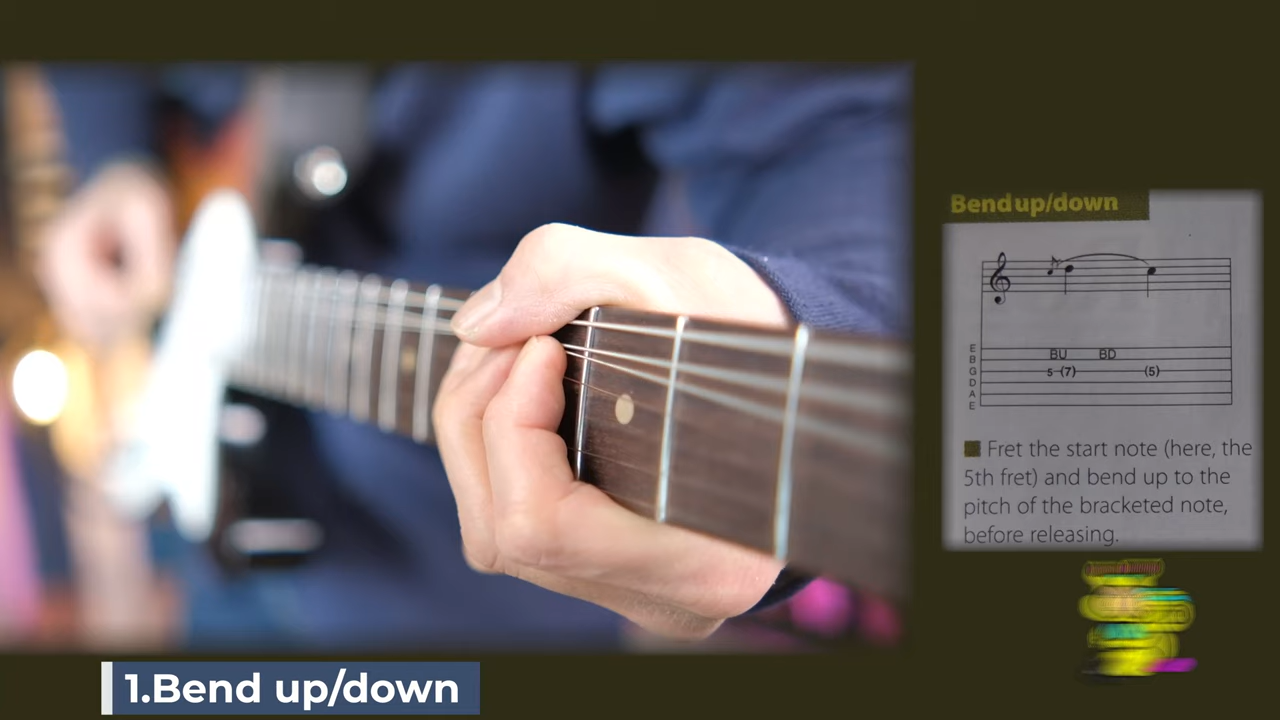 Bend up/down
E
B
G
D
A
E
BU BD
5 (7) (5)
Fret the start note (here, the
5th fret) and bend up to the
pitch of the bracketed note,
before releasing.
1.Bend up/down